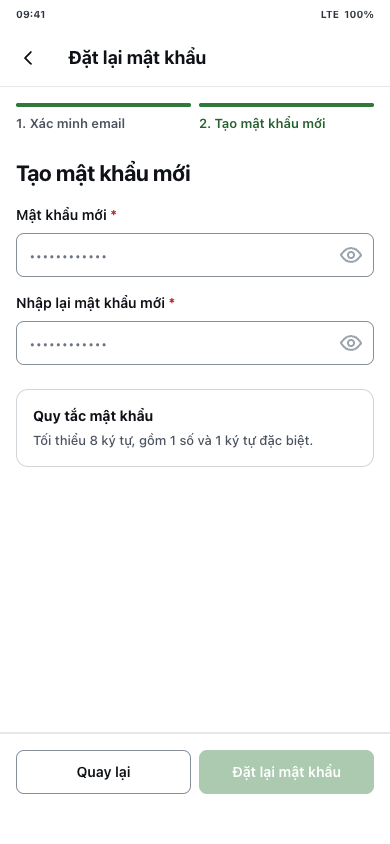 09:41
LTE 100%
Đặt lại mật khẩu
1. Xác minh email
2. Tạo mật khẩu mới
Tạo mật khẩu mới
Mật khẩu mới *
••••••••••••
Nhập lại mật khẩu mới *
••••••••••••
Quy tắc mật khẩu
Tối thiểu 8 ký tự, gồm 1 số và 1 ký tự đặc biệt.
Quay lại
Đặt lại mật khẩu